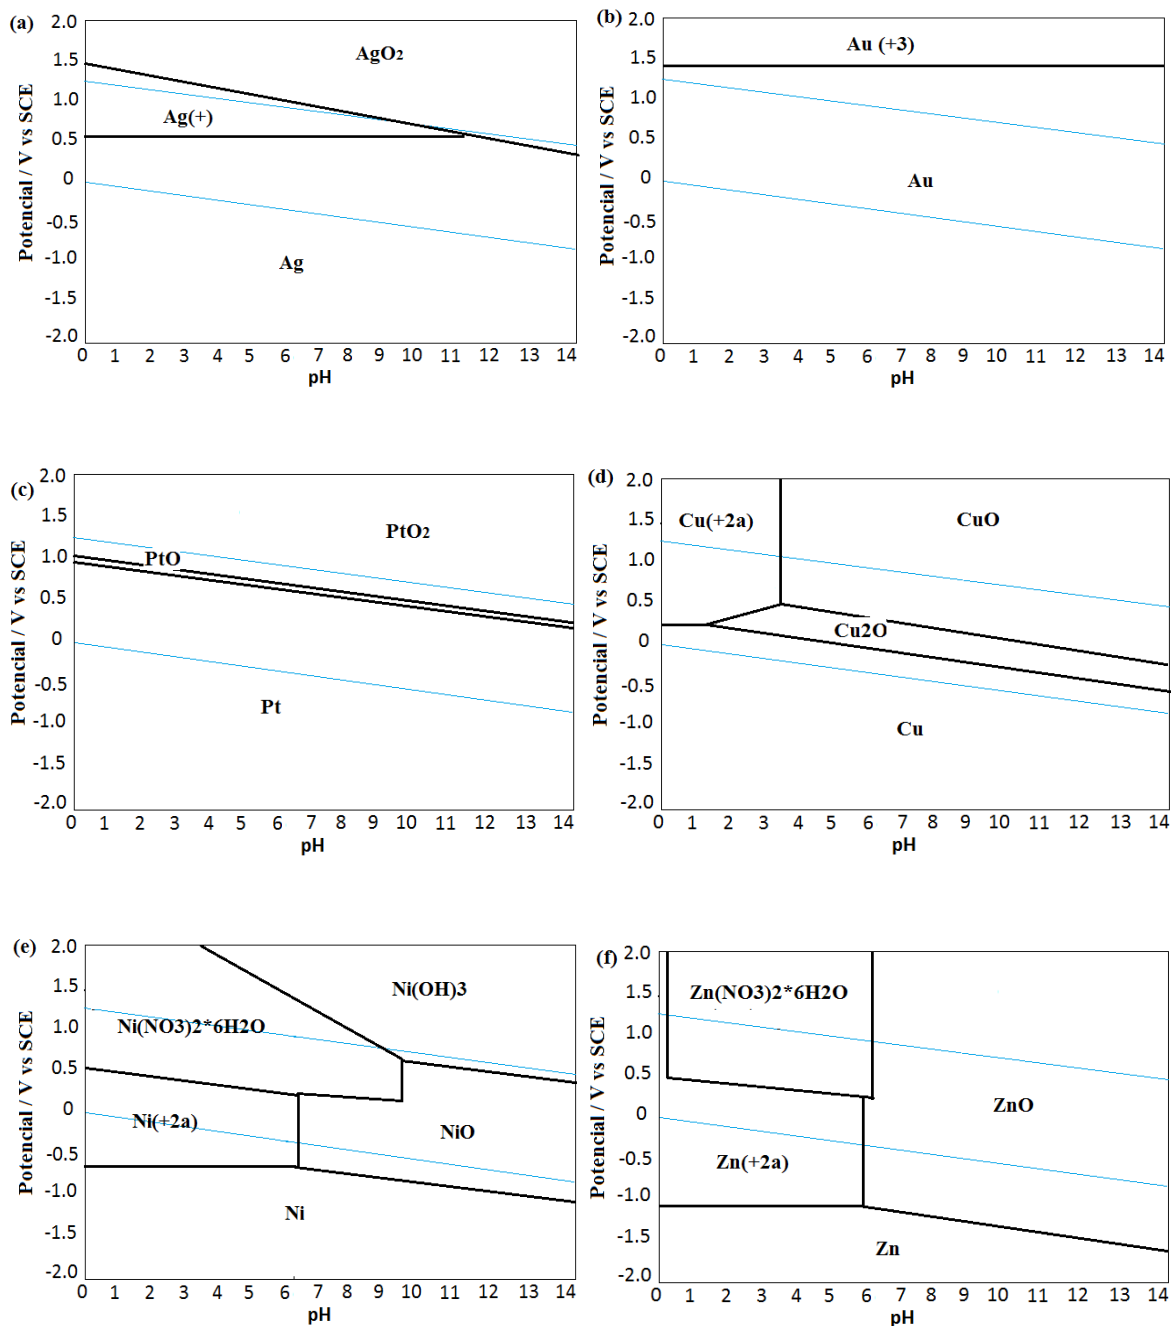 (a)
2.0
1.5
1.0
0.5
0
-0.5
-1.0
-1.5
-2.0
Potencial / V vs SCE
AgO2
Ag(+)
Ag
0 1 2 3 4 5 6 7 8 9 10 11 12 13 14
pH
(b)
2.0
1.5
1.0
0.5
0
-0.5
-1.0
-1.5
-2.0
Potencial / V vs SCE
Au (+3)
Au
0 1 2 3 4 5 6 7 8 9 10 11 12 13 14
pH
(c)
2.0
1.5
1.0
0.5
0
-0.5
-1.0
-1.5
-2.0
Potencial / V vs SCE
PtO2
PtO
Pt
0 1 2 3 4 5 6 7 8 9 10 11 12 13 14
pH
(d)
2.0
1.5
1.0
0.5
0
-0.5
-1.0
-1.5
-2.0
Potencial / V vs SCE
Cu(+2a)
CuO
Cu2O
Cu
0 1 2 3 4 5 6 7 8 9 10 11 12 13 14
pH
(e)
2.0
1.5
1.0
0.5
0
-0.5
-1.0
-1.5
-2.0
Potencial / V vs SCE
Ni(OH)3
Ni(NO3)2*6H2O
Ni(+2a)
NiO
Ni
0 1 2 3 4 5 6 7 8 9 10 11 12 13 14
pH
(f)
2.0
1.5
1.0
0.5
0
-0.5
-1.0
-1.5
-2.0
Potencial / V vs SCE
Zn(NO3)2*6H2O
ZnO
Zn(+2a)
Zn
0 1 2 3 4 5 6 7 8 9 10 11 12 13 14
pH